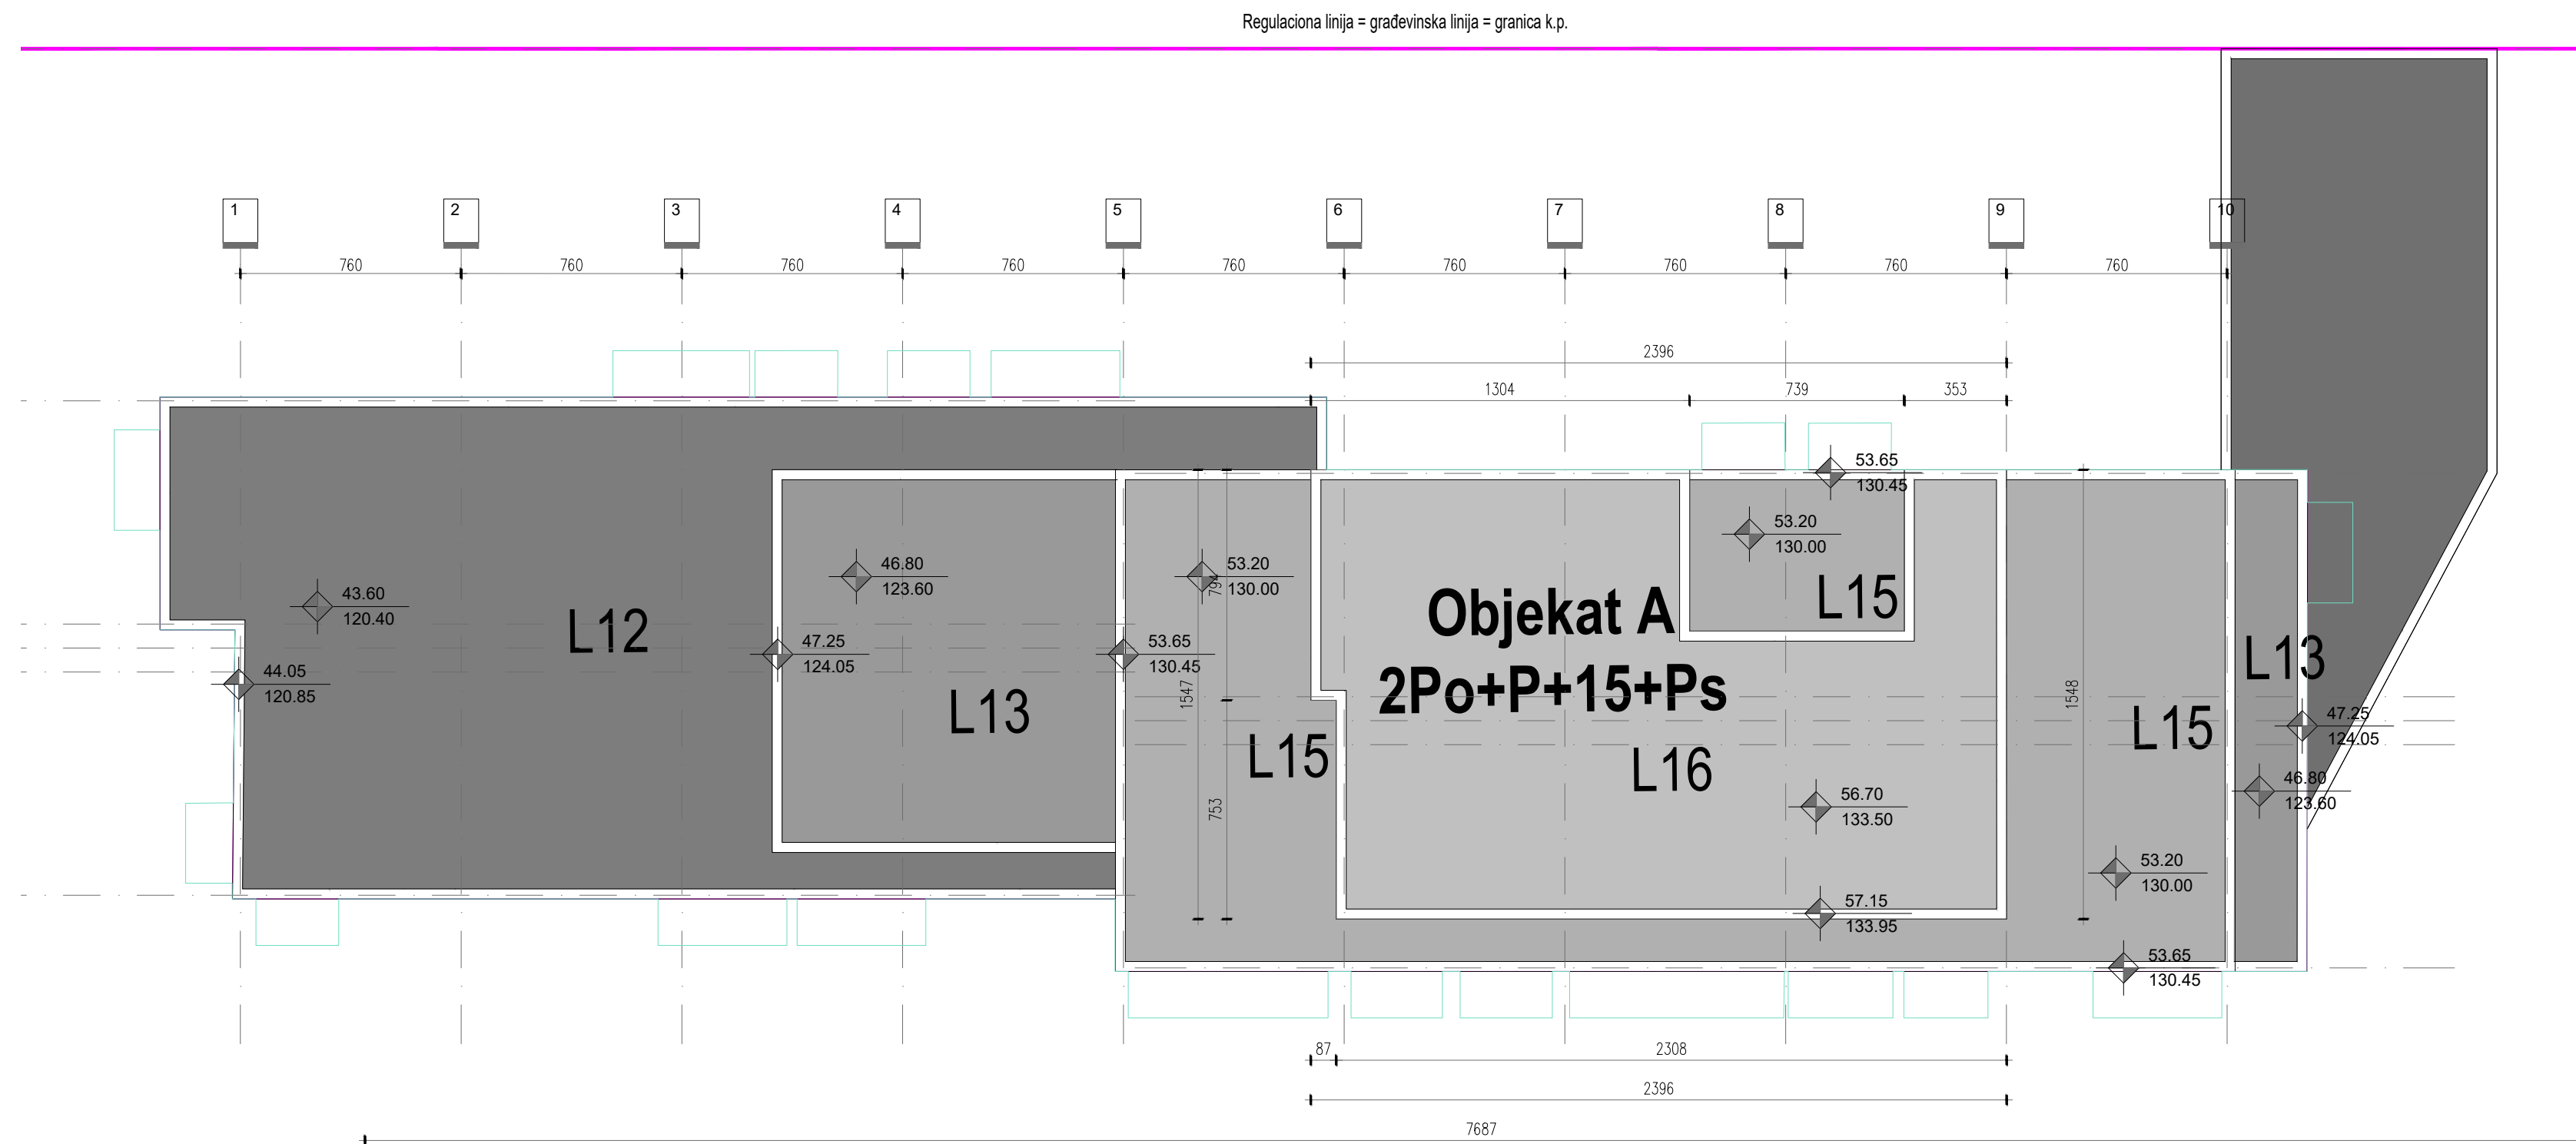 Regulaciona linija = građevinska linija = granica k.p.
1 2 3 4 5 6 7 8 9 10
760 760 760 760 760 760 760 760 760
2396
1304 739 353
53.65
130.45
53.20
130.00
46.80
123.60
53.20
130.00
43.60
120.40
L12
L15
Objekat A
2Po+P+15+Ps
47.25
124.05
53.65
130.45
44.05
120.85
L13
L13
1547
1548
L15
L15
L16
47.25
124.05
46.80
123.60
56.70
133.50
753
53.20
130.00
57.15
133.95
53.65
130.45
87 2308
2396
7687